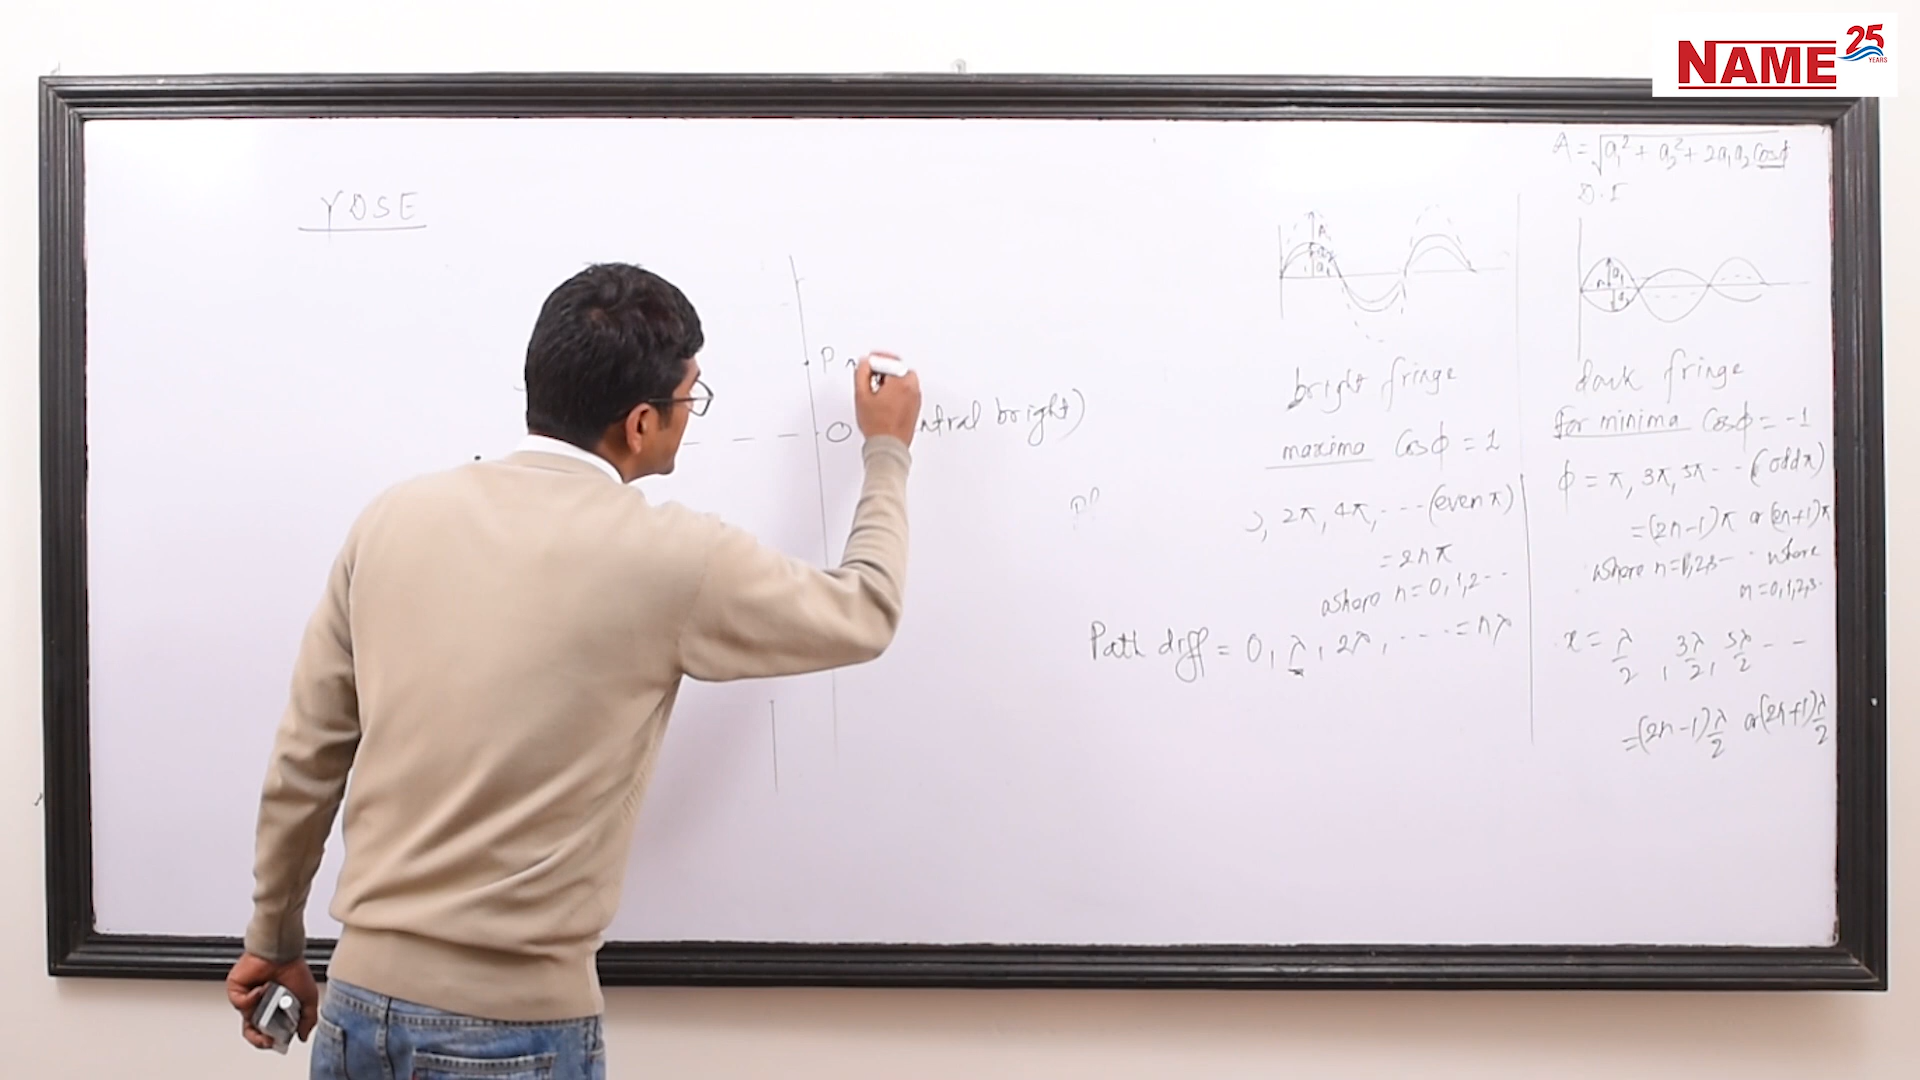 NAME 25 YEARS
YDSE
P
O
ntral bright)
bright fringe
maxima Cosφ = 1
, 2π, 4π, --- (even π)
= 2nπ
where n = 0, 1, 2 --
Path diff = 0, λ, 2λ, ---- = nλ
A = √a₁² + a₂² + 2a₁a₂ cosφ
D.I
dark fringe
For minima Cosφ = -1
φ = π, 3π, 5π -- (odd π)
= (2n-1)π or (2n+1)π
where n=1,2,3-- where
n=0,1,2,3.
x = λ/2, 3λ/2, 5λ/2 - -
= (2n-1)λ/2 or (2n+1)λ/2